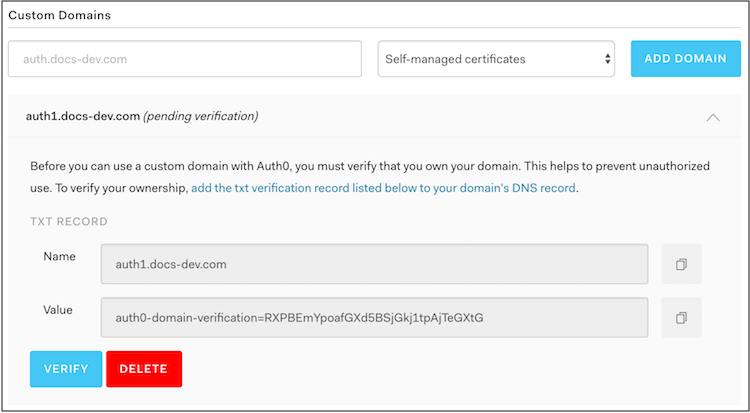 Custom Domains
auth.docs-dev.com
Self-managed certificates
ADD DOMAIN
auth1.docs-dev.com (pending verification)
Before you can use a custom domain with Auth0, you must verify that you own your domain. This helps to prevent unauthorized
use. To verify your ownership, add the txt verification record listed below to your domain's DNS record.
TXT RECORD
Name
auth1.docs-dev.com
Value
auth0-domain-verification=RXPBEmYpoafGXd5BSjGkj1tpAjTeGXtG
VERIFY
DELETE